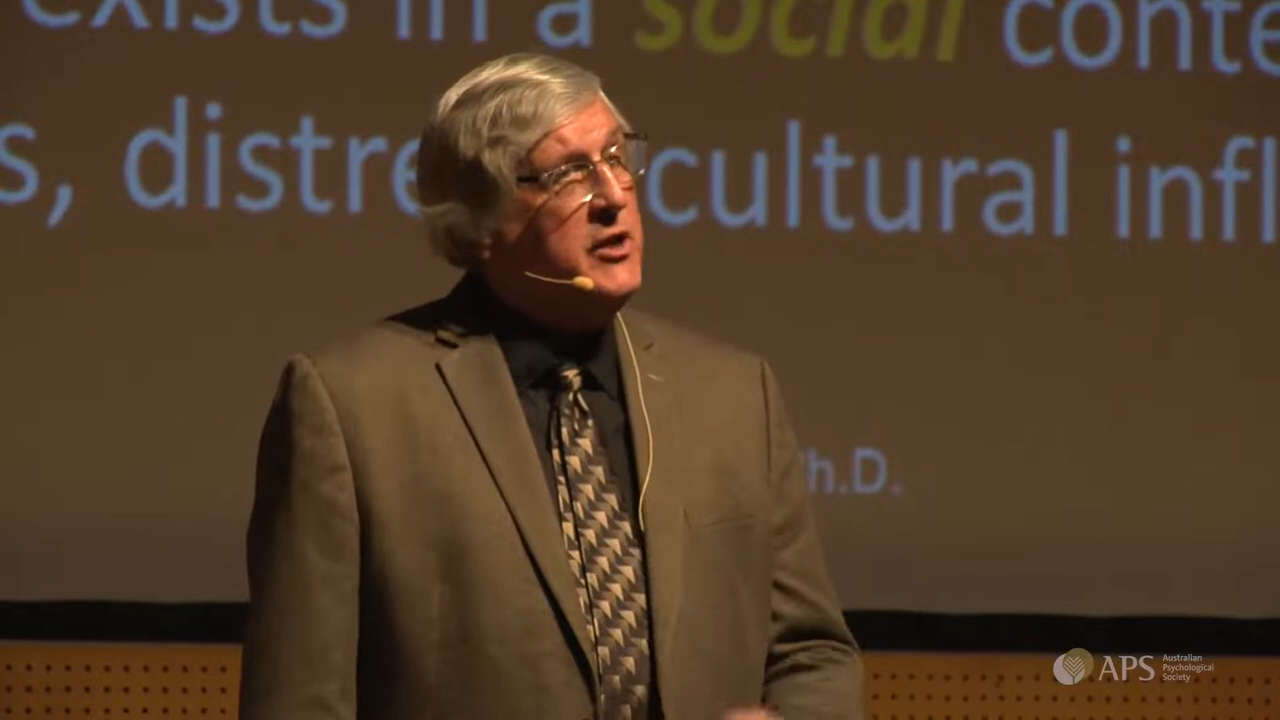 exists in a social conte
s, distre cultural infl
h.D.
APS Australian
Psychological
Society